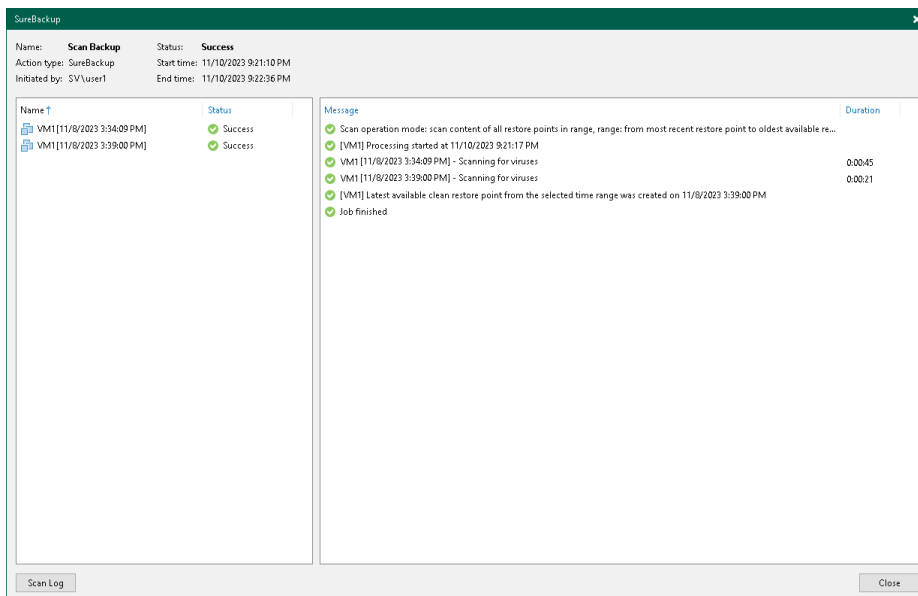 SureBackup
Name: Scan Backup Status: Success
Action type: SureBackup Start time: 11/10/2023 9:21:10 PM
Initiated by: SV\user1 End time: 11/10/2023 9:22:36 PM
Name Status
VM1 [11/8/2023 3:34:09 PM] Success
VM1 [11/8/2023 3:39:00 PM] Success
Message Duration
Scan operation mode: scan content of all restore points in range, range: from most recent restore point to oldest available re...
[VM1] Processing started at 11/10/2023 9:21:17 PM
VM1 [11/8/2023 3:34:09 PM] - Scanning for viruses 0:00:45
VM1 [11/8/2023 3:39:00 PM] - Scanning for viruses 0:00:21
[VM1] Latest available clean restore point from the selected time range was created on 11/8/2023 3:39:00 PM
Job finished
Scan Log Close